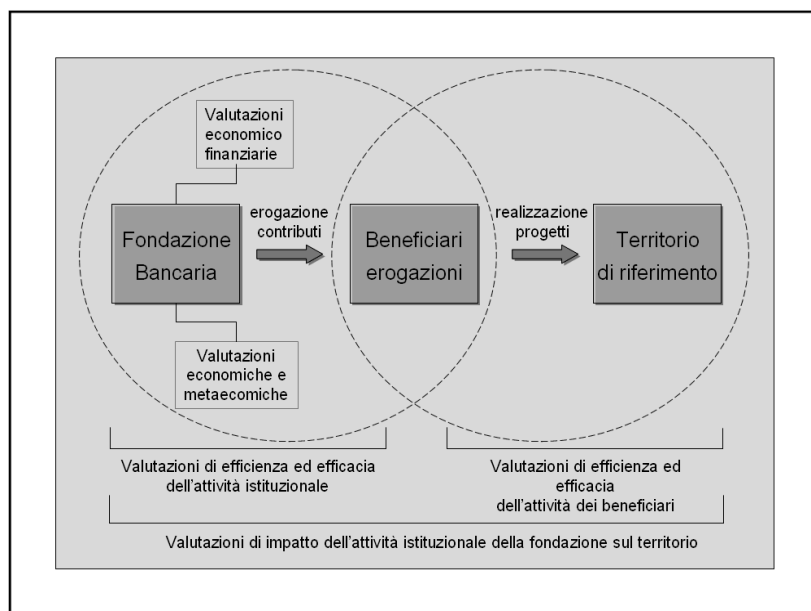 Valutazioni
economico
finanziarie
Fondazione
Bancaria
erogazione
contributi
Beneficiari
erogazioni
realizzazione
progetti
Territorio
di riferimento
Valutazioni
economiche e
metaecomiche
Valutazioni di efficienza ed efficacia
dell'attività istituzionale
Valutazioni di efficienza ed
efficacia
dell'attività dei beneficiari
Valutazioni di impatto dell'attività istituzionale della fondazione sul territorio